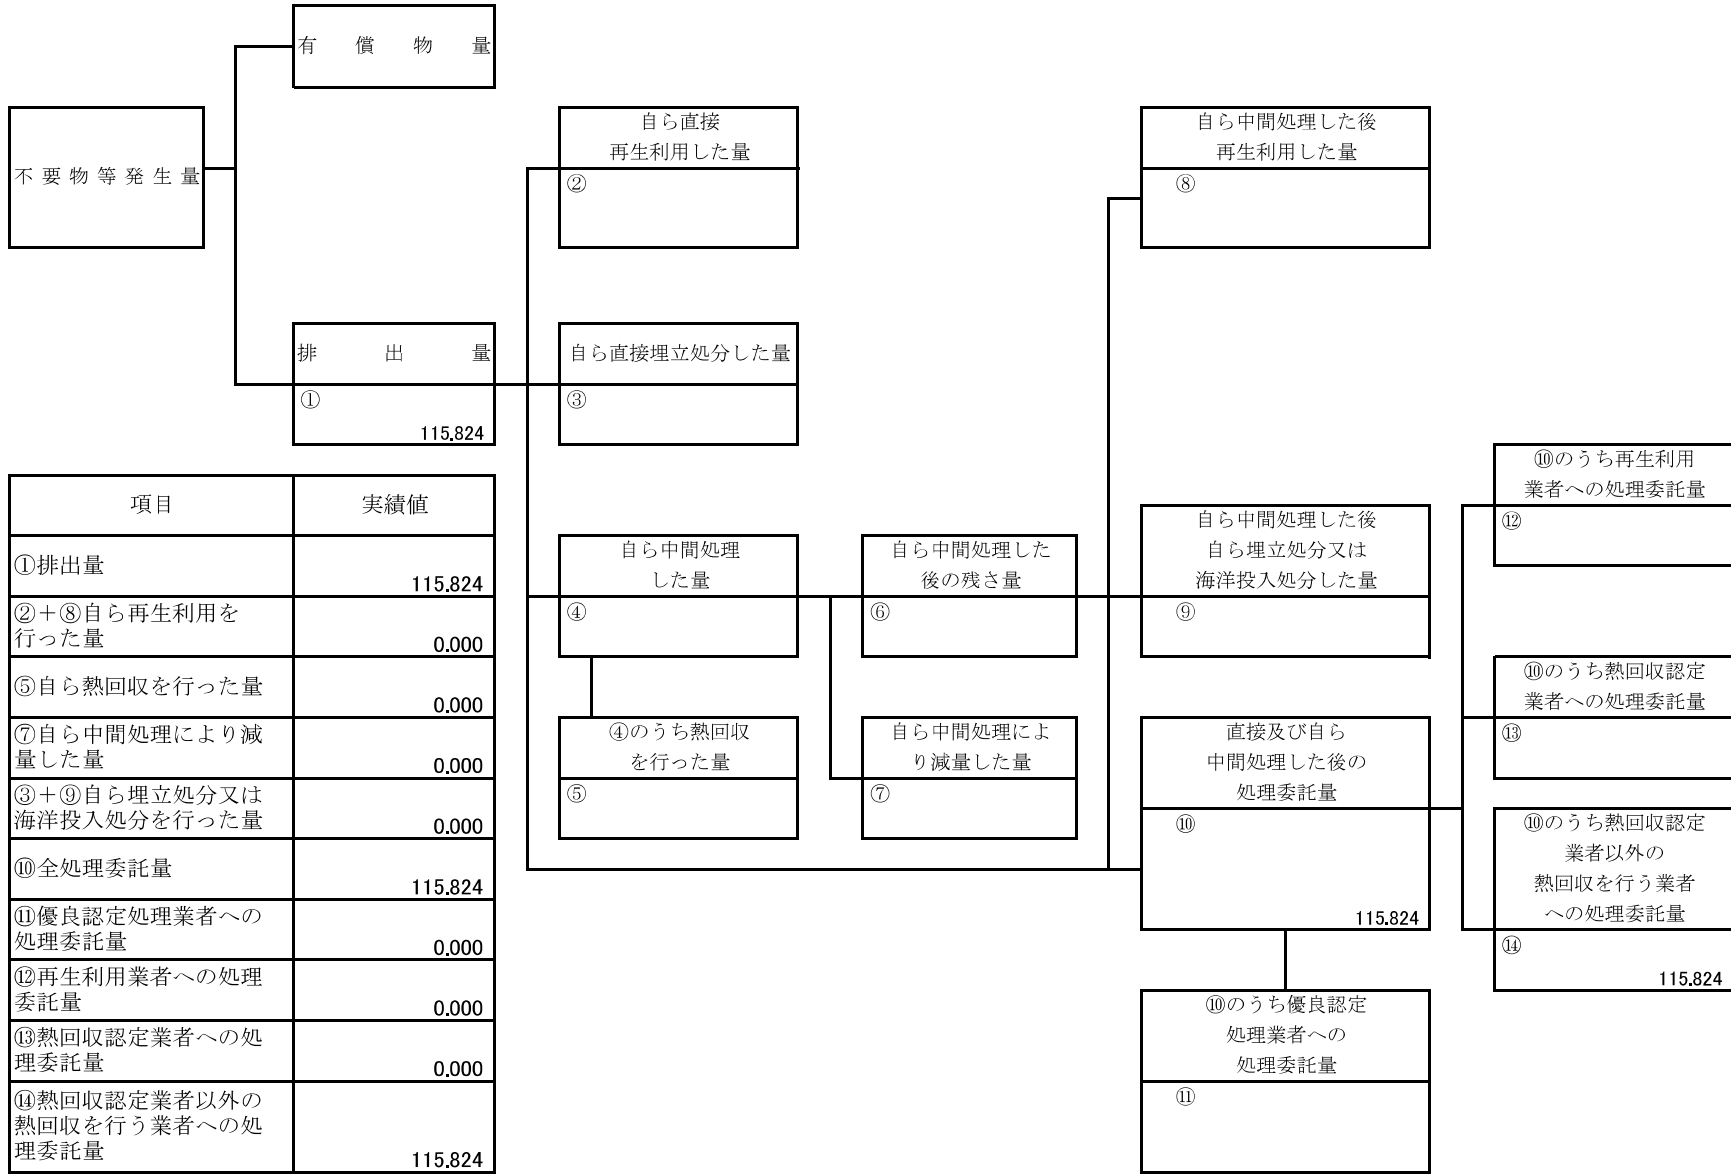 有償物量
不要物等発生量
自ら直接
再生利用した量
②
自ら中間処理した後
再生利用した量
⑧
排出量
①
115.824
自ら直接埋立処分した量
③
自ら中間処理
した量
④
自ら中間処理した
後の残さ量
⑥
自ら中間処理した後
自ら埋立処分又は
海洋投入処分した量
⑨
⑩のうち再生利用
業者への処理委託量
⑫
④のうち熱回収
を行った量
⑤
自ら中間処理によ
り減量した量
⑦
直接及び自ら
中間処理した後の
処理委託量
⑩
115.824
⑩のうち熱回収認定
業者への処理委託量
⑬
⑩のうち熱回収認定
業者以外の
熱回収を行う業者
への処理委託量
⑭
115.824
⑩のうち優良認定
処理業者への
処理委託量
⑪
項目 実績値
①排出量
115.824
②+⑧自ら再生利用を
行った量
0.000
⑤自ら熱回収を行った量
0.000
⑦自ら中間処理により減
量した量
0.000
③+⑨自ら埋立処分又は
海洋投入処分を行った量
0.000
⑩全処理委託量
115.824
⑪優良認定処理業者への
処理委託量
0.000
⑫再生利用業者への処理
委託量
0.000
⑬熱回収認定業者への処
理委託量
0.000
⑭熱回収認定業者以外の
熱回収を行う業者への処
理委託量
115.824